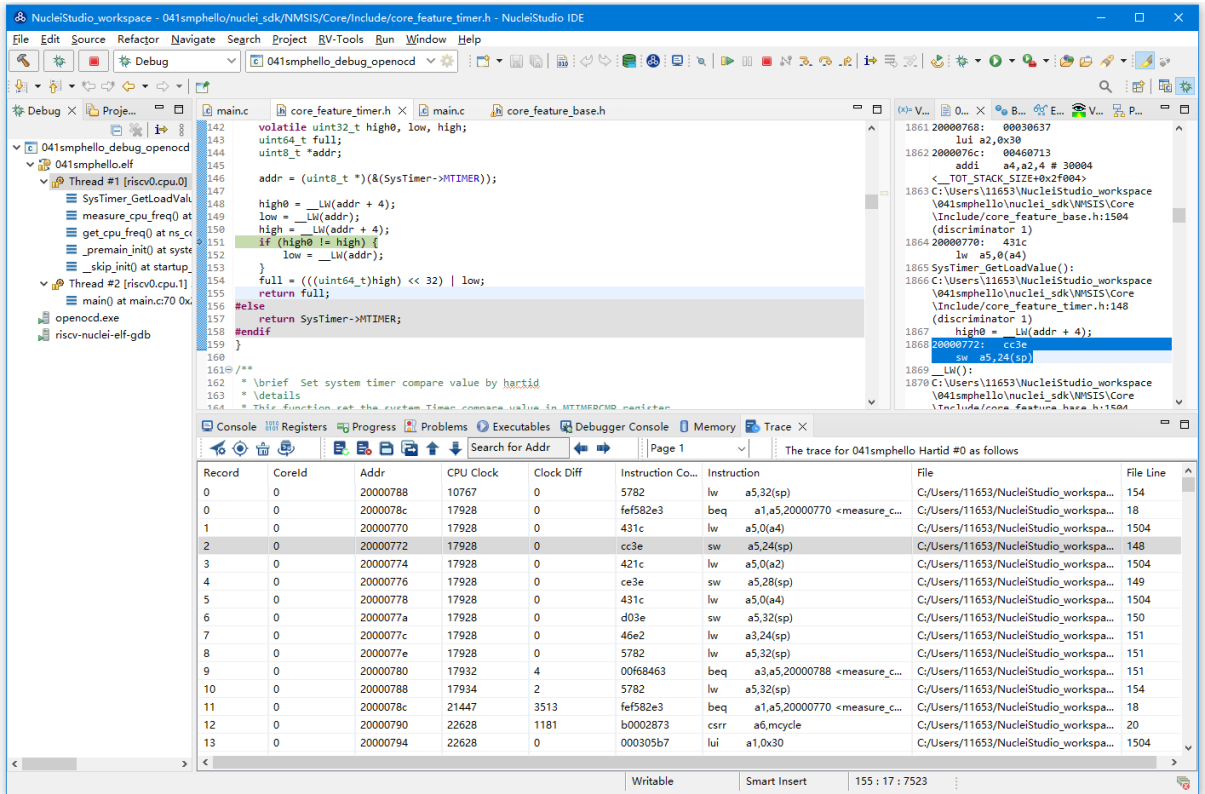 NucleiStudio_workspace - 041smphello/nuclei_sdk/NMSIS/Core/Include/core_feature_timer.h - NucleiStudio IDE
File Edit Source Refactor Navigate Search Project RV-Tools Run Window Help
Debug 041smphello_debug_openocd
Debug Proje...
041smphello_debug_openocd
041smphello.elf
Thread #1 [riscv0.cpu.0]
SysTimer_GetLoadValu
measure_cpu_freq() at
get_cpu_freq() at ns_co
_premain_init() at syste
__skip_init() at startup_
Thread #2 [riscv0.cpu.1]
main() at main.c:70 0x
openocd.exe
riscv-nuclei-elf-gdb
main.c core_feature_timer.h main.c core_feature_base.h
142 volatile uint32_t high0, low, high;
143 uint64_t full;
144 uint8_t *addr;
145
146 addr = (uint8_t *)(&(SysTimer->MTIMER));
147
148 high0 = __LW(addr + 4);
149 low = __LW(addr);
150 high = __LW(addr + 4);
151 if (high0 != high) {
152 low = __LW(addr);
153 }
154 full = (((uint64_t)high) << 32) | low;
155 return full;
156 #else
157 return SysTimer->MTIMER;
158 #endif
159 }
160
161 /**
162 * \brief Set system timer compare value by hartid
163 * \details
164 * This function set the system Timer compare value in MTIMERCMP register
(x)= V... O... B... E... V... P...
1861 20000768: 00030637
lui a2,0x30
1862 2000076c: 00460713
addi a4,a2,4 # 30004
<__TOT_STACK_SIZE+0x2f004>
1863 C:\Users\11653\NucleiStudio_workspace
\041smphello\nuclei_sdk\NMSIS\Core
\Include/core_feature_base.h:1504
(discriminator 1)
1864 20000770: 431c
lw a5,0(a4)
1865 SysTimer_GetLoadValue():
1866 C:\Users\11653\NucleiStudio_workspace
\041smphello\nuclei_sdk\NMSIS\Core
\Include/core_feature_timer.h:148
(discriminator 1)
1867 high0 = __LW(addr + 4);
1868 20000772: cc3e
sw a5,24(sp)
1869 __LW():
1870 C:\Users\11653\NucleiStudio_workspace
\041smphello\nuclei_sdk\NMSIS\Core
\Include/core_feature_base.h:1504
Console Registers Progress Problems Executables Debugger Console Memory Trace
Search for Addr Page 1 The trace for 041smphello Hartid #0 as follows
Record CoreId Addr CPU Clock Clock Diff Instruction Co... Instruction File File Line
0 0 20000788 10767 0 5782 lw a5,32(sp) C:/Users/11653/NucleiStudio_workspa... 154
0 0 2000078c 17928 0 fef582e3 beq a1,a5,20000770 <measure_c... C:/Users/11653/NucleiStudio_workspa... 18
1 0 20000770 17928 0 431c lw a5,0(a4) C:/Users/11653/NucleiStudio_workspa... 1504
2 0 20000772 17928 0 cc3e sw a5,24(sp) C:/Users/11653/NucleiStudio_workspa... 148
3 0 20000774 17928 0 421c lw a5,0(a2) C:/Users/11653/NucleiStudio_workspa... 1504
4 0 20000776 17928 0 ce3e sw a5,28(sp) C:/Users/11653/NucleiStudio_workspa... 149
5 0 20000778 17928 0 431c lw a5,0(a4) C:/Users/11653/NucleiStudio_workspa... 1504
6 0 2000077a 17928 0 d03e sw a5,32(sp) C:/Users/11653/NucleiStudio_workspa... 150
7 0 2000077c 17928 0 46e2 lw a3,24(sp) C:/Users/11653/NucleiStudio_workspa... 151
8 0 2000077e 17928 0 5782 lw a5,32(sp) C:/Users/11653/NucleiStudio_workspa... 151
9 0 20000780 17932 4 00f68463 beq a3,a5,20000788 <measure_c... C:/Users/11653/NucleiStudio_workspa... 151
10 0 20000788 17934 2 5782 lw a5,32(sp) C:/Users/11653/NucleiStudio_workspa... 154
11 0 2000078c 21447 3513 fef582e3 beq a1,a5,20000770 <measure_c... C:/Users/11653/NucleiStudio_workspa... 18
12 0 20000790 22628 1181 b0002873 csrr a6,mcycle C:/Users/11653/NucleiStudio_workspa... 20
13 0 20000794 22628 0 000305b7 lui a1,0x30 C:/Users/11653/NucleiStudio_workspa... 1504
Writable Smart Insert 155 : 17 : 7523